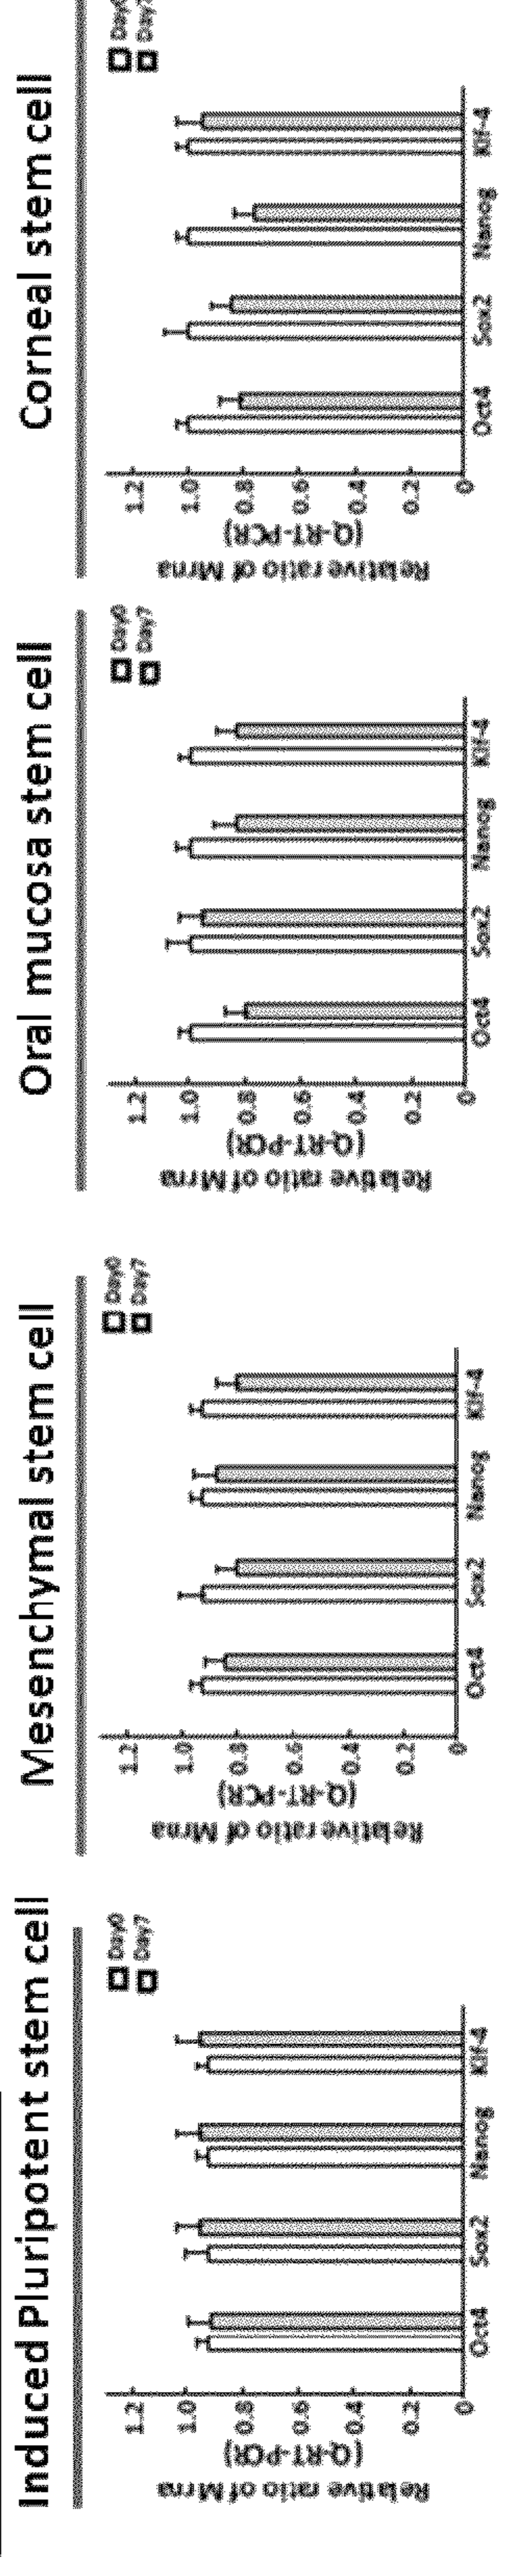 Induced Pluripotent stem cell
Relative ratio of Mrna
(Q-RT-PCR)
1.2
1.0
0.8
0.6
0.4
0.2
0
Oct4
Sox2
Nanog
Klf-4
Day0
Day7
Mesenchymal stem cell
Relative ratio of Mrna
(Q-RT-PCR)
1.2
1.0
0.8
0.6
0.4
0.2
0
Oct4
Sox2
Nanog
Klf-4
Day0
Day7
Oral mucosa stem cell
Relative ratio of Mrna
(Q-RT-PCR)
1.2
1.0
0.8
0.6
0.4
0.2
0
Oct4
Sox2
Nanog
Klf-4
Day0
Day7
Corneal stem cell
Relative ratio of Mrna
(Q-RT-PCR)
1.2
1.0
0.8
0.6
0.4
0.2
0
Oct4
Sox2
Nanog
Klf-4
Day0
Day7